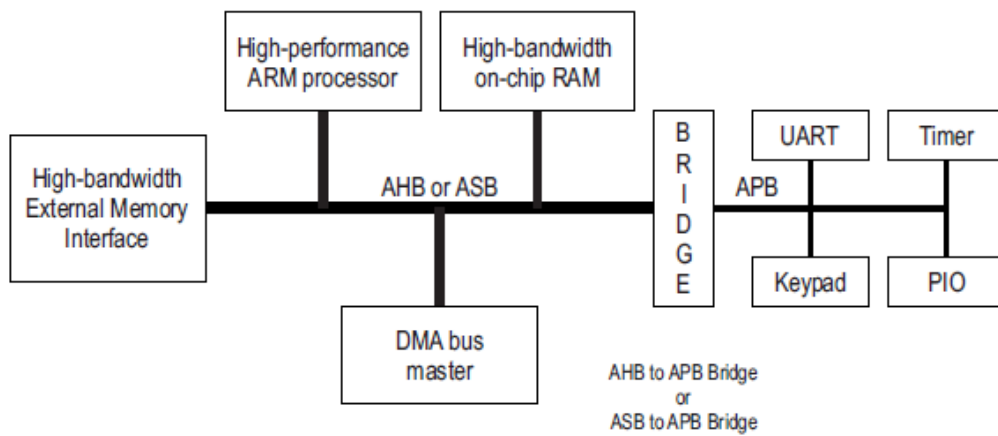 High-performance
ARM processor
High-bandwidth
on-chip RAM
High-bandwidth
External Memory
Interface
AHB or ASB
B
R
I
D
G
E
APB
UART
Timer
Keypad
PIO
DMA bus
master
AHB to APB Bridge
or
ASB to APB Bridge